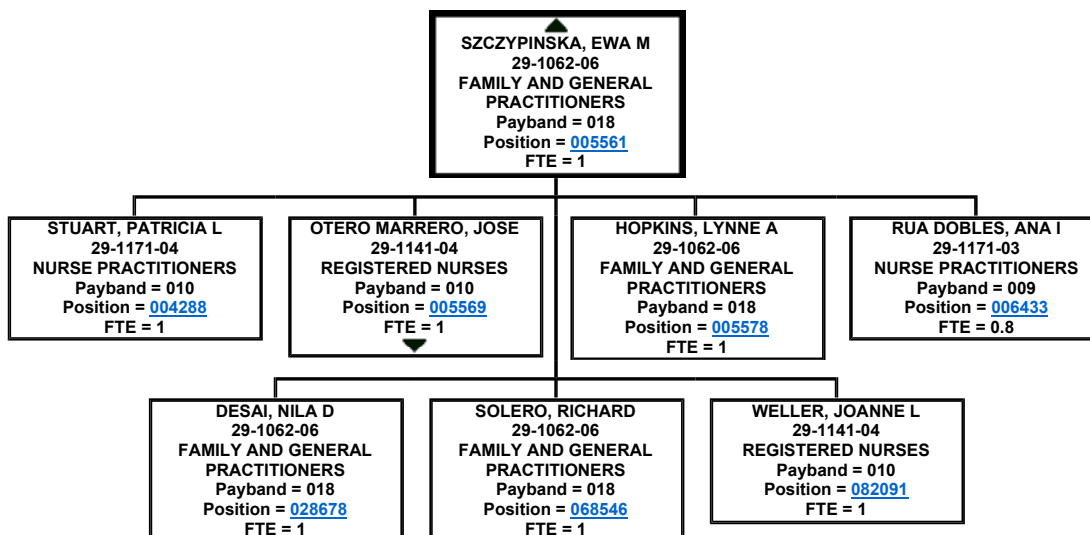 SZCZYPINSKA, EWA M
29-1062-06
FAMILY AND GENERAL
PRACTITIONERS
Payband = 018
Position = 005561
FTE = 1
STUART, PATRICIA L
29-1171-04
NURSE PRACTITIONERS
Payband = 010
Position = 004288
FTE = 1
OTERO MARRERO, JOSE
29-1141-04
REGISTERED NURSES
Payband = 010
Position = 005569
FTE = 1
HOPKINS, LYNNE A
29-1062-06
FAMILY AND GENERAL
PRACTITIONERS
Payband = 018
Position = 005578
FTE = 1
RUA DOBLES, ANA I
29-1171-03
NURSE PRACTITIONERS
Payband = 009
Position = 006433
FTE = 0.8
DESAI, NILA D
29-1062-06
FAMILY AND GENERAL
PRACTITIONERS
Payband = 018
Position = 028678
FTE = 1
SOLERO, RICHARD
29-1062-06
FAMILY AND GENERAL
PRACTITIONERS
Payband = 018
Position = 068546
FTE = 1
WELLER, JOANNE L
29-1141-04
REGISTERED NURSES
Payband = 010
Position = 082091
FTE = 1